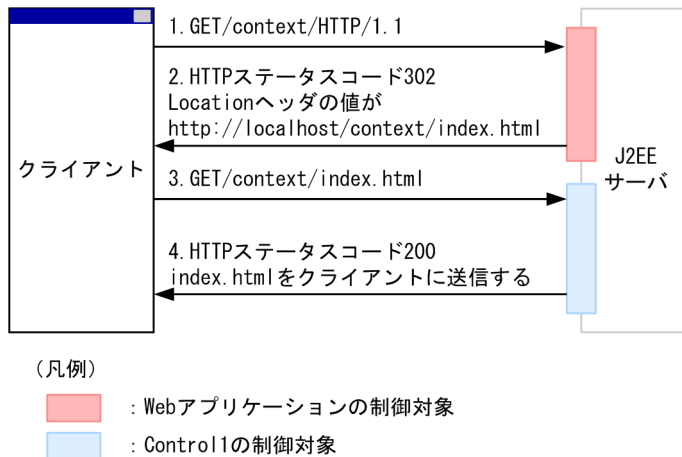 1.GET/context/HTTP/1.1
2.HTTPステータスコード302
Locationヘッダの値が
http://localhost/context/index.html
クライアント
3.GET/context/index.html
J2EE
サーバ
4.HTTPステータスコード200
index.htmlをクライアントに送信する
（凡例）
：Webアプリケーションの制御対象
：Control1の制御対象